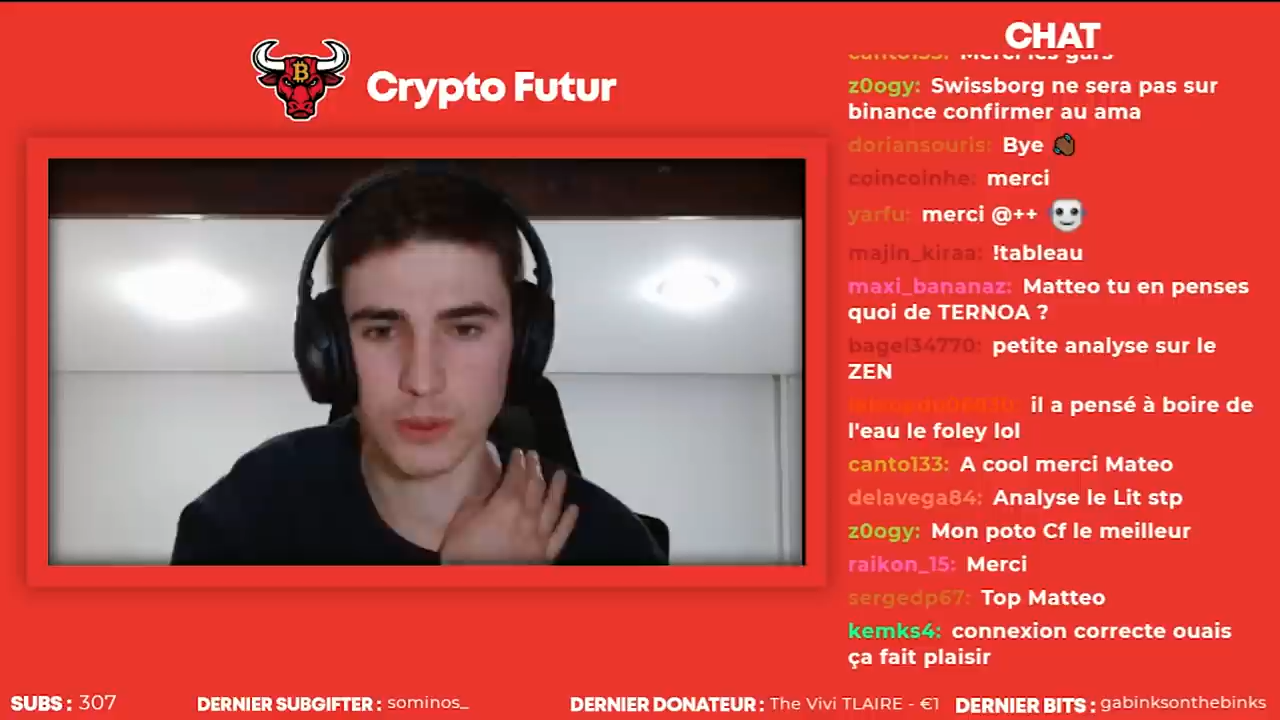 CHAT
Crypto Futur
canto133: Merci les gars
z0ogy: Swissborg ne sera pas sur
binance confirmer au ama
doriansouris: Bye
coincoinhe: merci
yarfu: merci @++
majin_kiraa: !tableau
maxi_bananaz: Matteo tu en penses
quoi de TERNOA ?
bagel34770: petite analyse sur le
ZEN
il a pensé à boire de
l'eau le foley lol
canto133: A cool merci Mateo
delavega84: Analyse le Lit stp
z0ogy: Mon poto Cf le meilleur
raikon_15: Merci
sergedp67: Top Matteo
kemks4: connexion correcte ouais
ça fait plaisir
SUBS : 307 DERNIER SUBGIFTER : sominos_ DERNIER DONATEUR : The Vivi TLAIRE - €1 DERNIER BITS : gabinksonthebinks